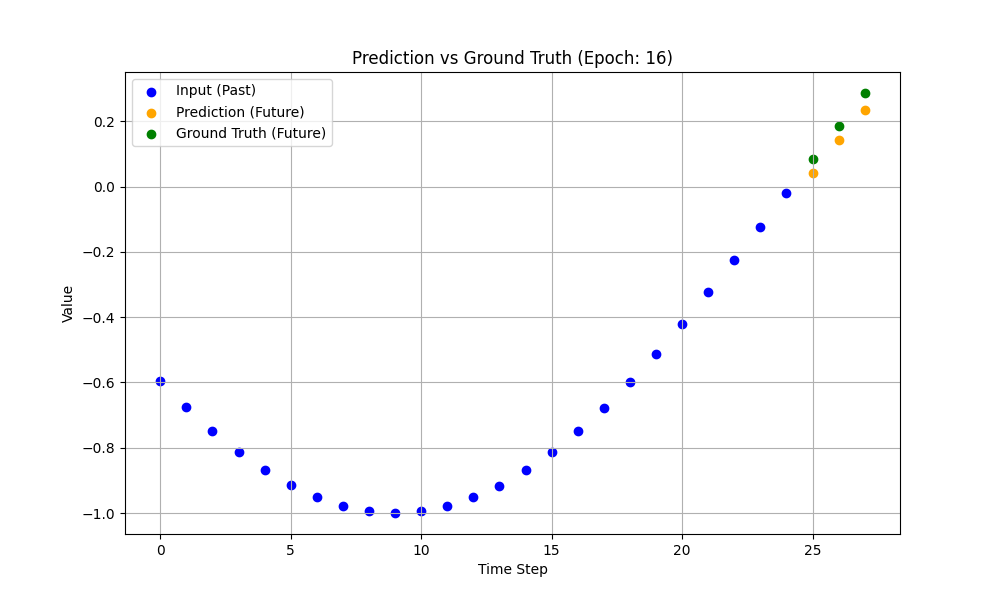 Prediction vs Ground Truth (Epoch: 16)
Input (Past)
Prediction (Future)
Ground Truth (Future)
0.2
0.0
−0.2
−0.4
−0.6
−0.8
−1.0
Value
0 5 10 15 20 25
Time Step